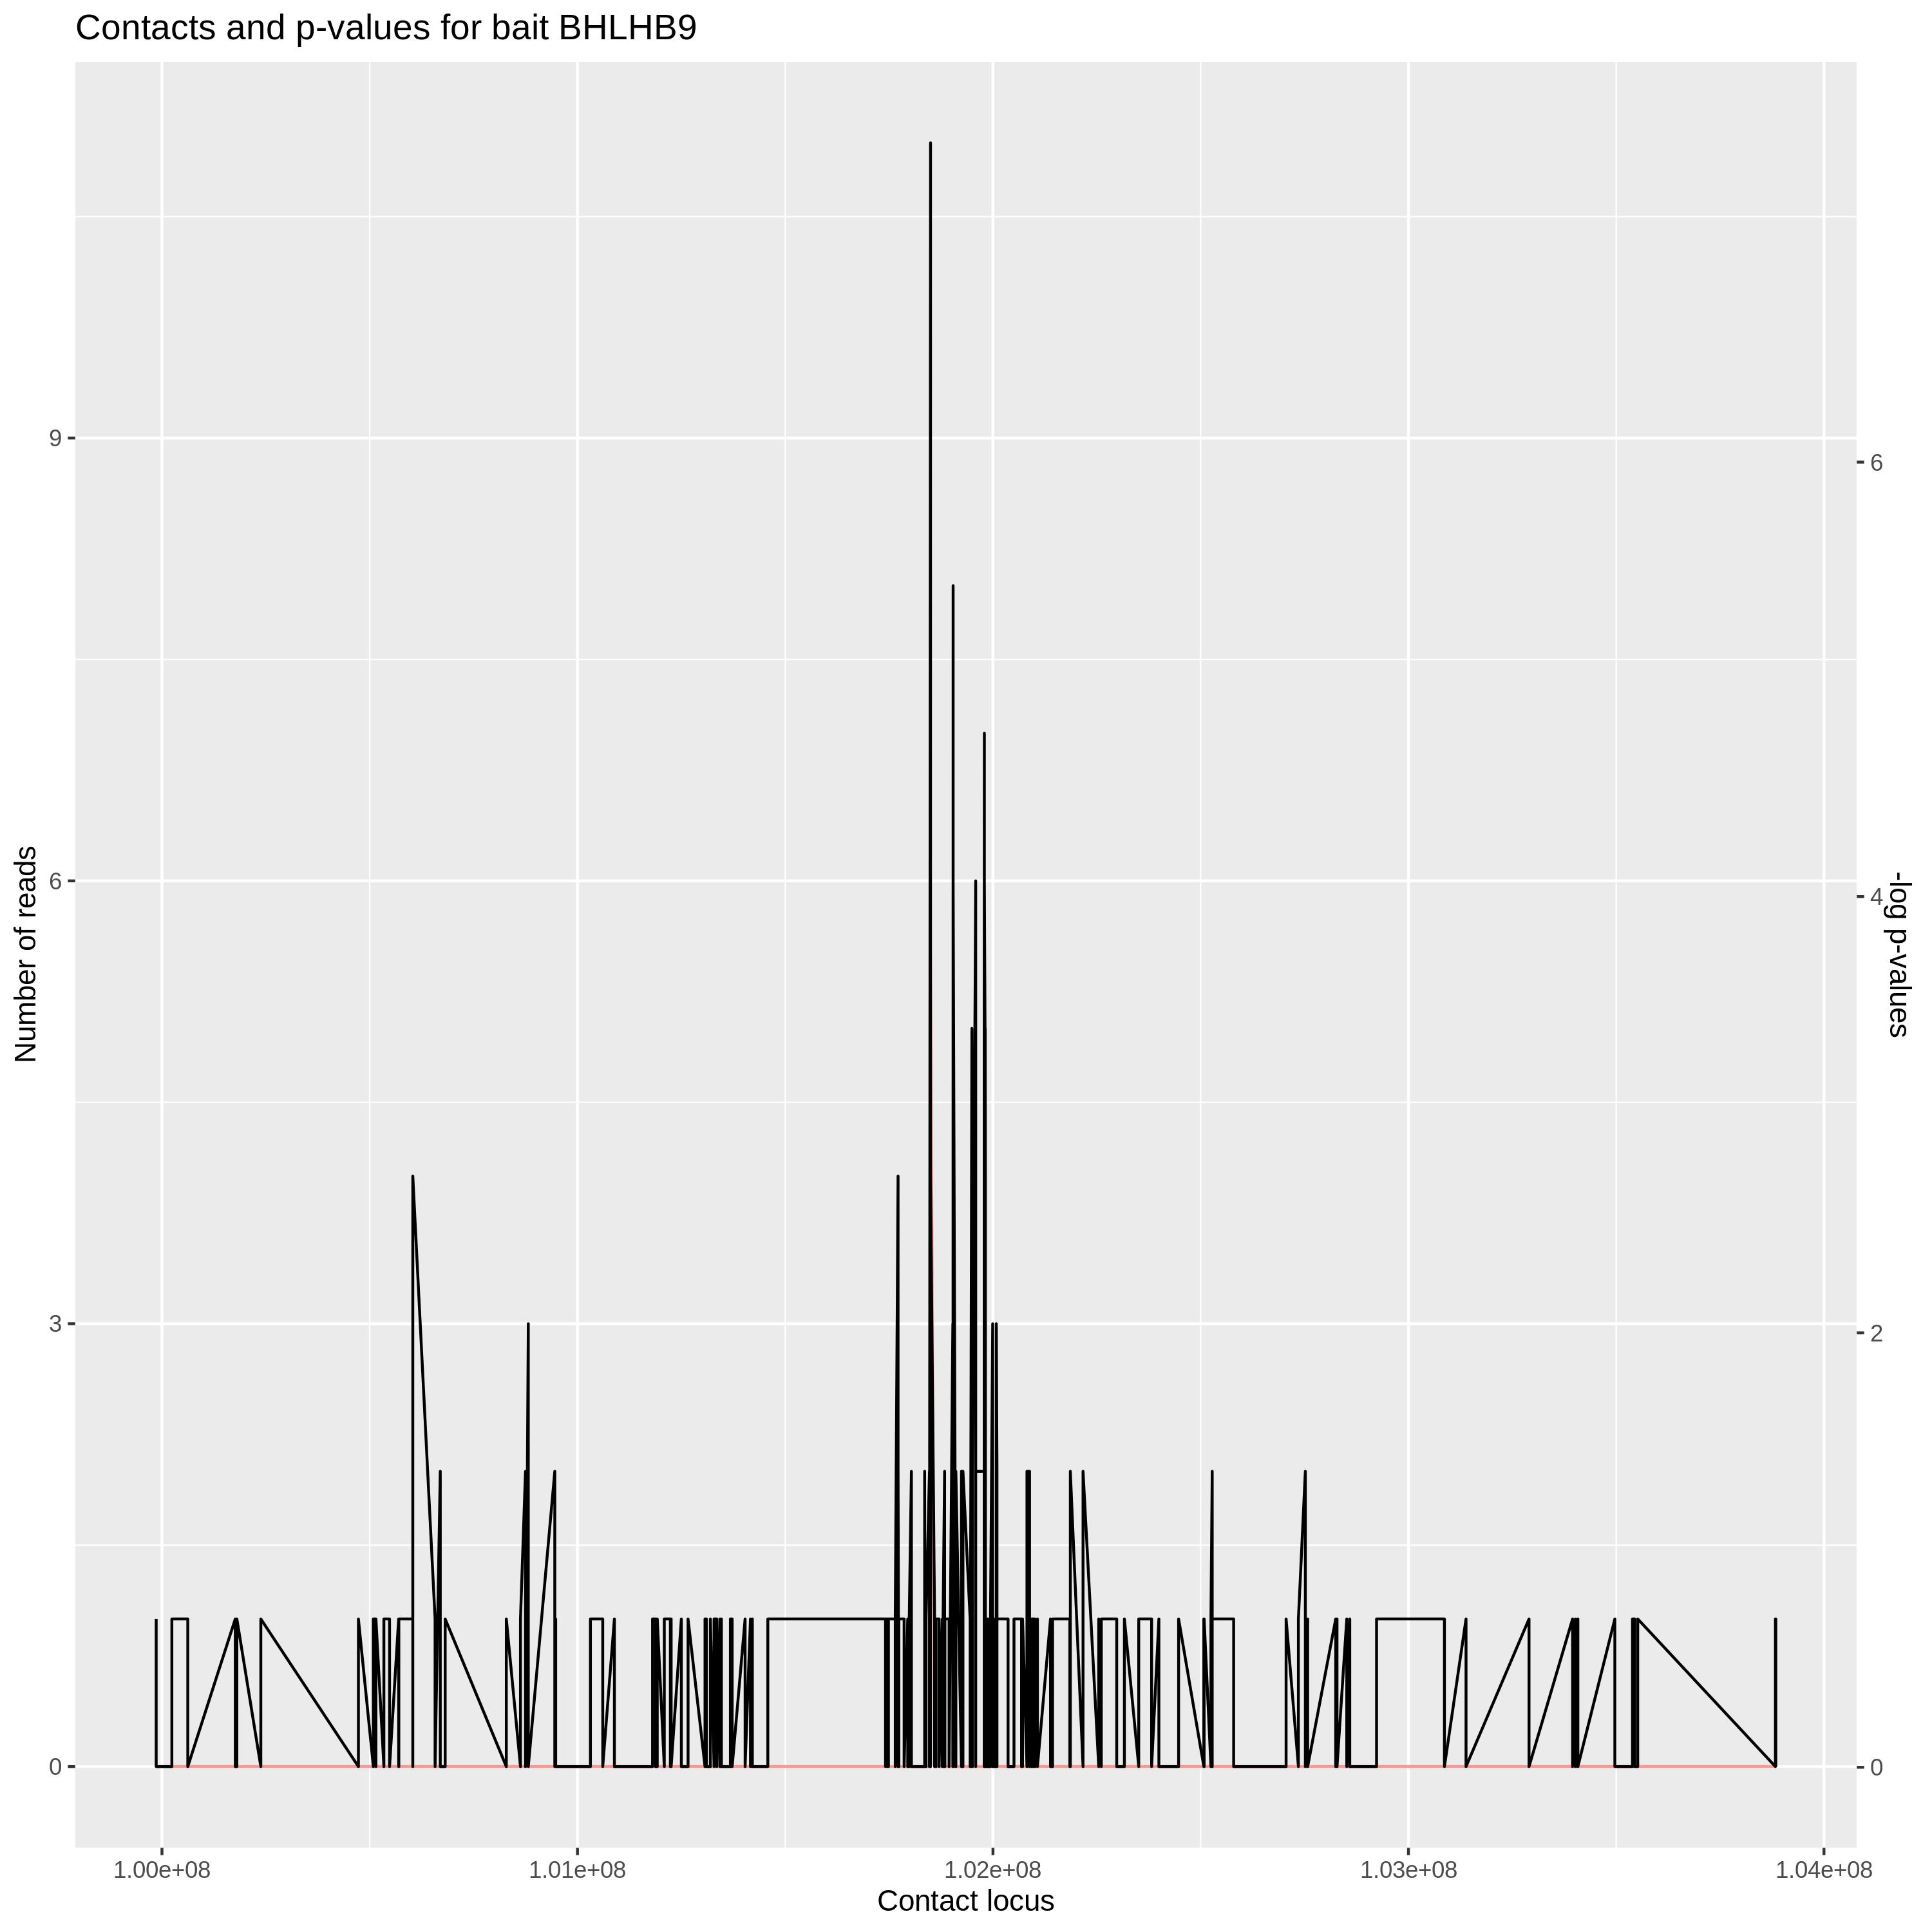 Contacts and p-values for bait BHLHB9
9
6
3
0
Number of reads
6
4
2
0
-log p-values
1.00e+08
1.01e+08
1.02e+08
1.03e+08
1.04e+08
Contact locus